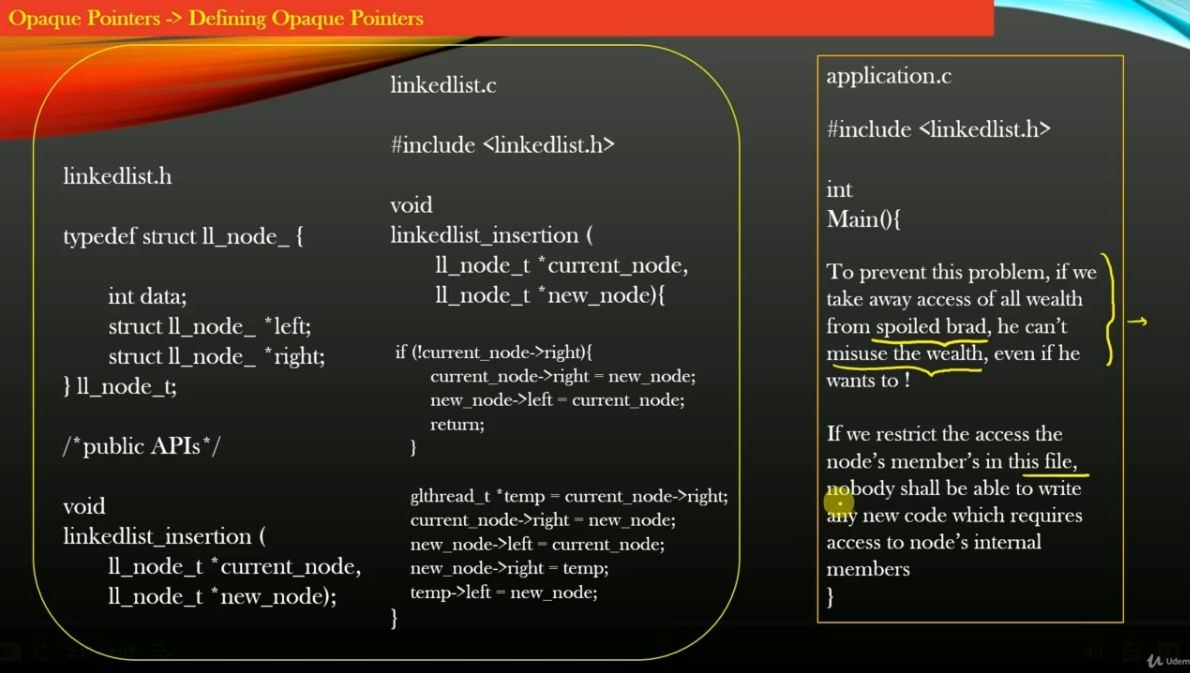 Opaque Pointers -> Defining Opaque Pointers
linkedlist.h
typedef struct ll_node_ {
int data;
struct ll_node_ *left;
struct ll_node_ *right;
} ll_node_t;
/*public APIs*/
void
linkedlist_insertion (
ll_node_t *current_node,
ll_node_t *new_node);
linkedlist.c
#include <linkedlist.h>
void
linkedlist_insertion (
ll_node_t *current_node,
ll_node_t *new_node){
if (!current_node->right){
current_node->right = new_node;
new_node->left = current_node;
return;
}
glthread_t *temp = current_node->right;
current_node->right = new_node;
new_node->left = current_node;
new_node->right = temp;
temp->left = new_node;
}
application.c
#include <linkedlist.h>
int
Main(){
To prevent this problem, if we
take away access of all wealth
from spoiled brad, he can't
misuse the wealth, even if he
wants to !
If we restrict the access the
node's member's in this file,
nobody shall be able to write
any new code which requires
access to node's internal
members
}